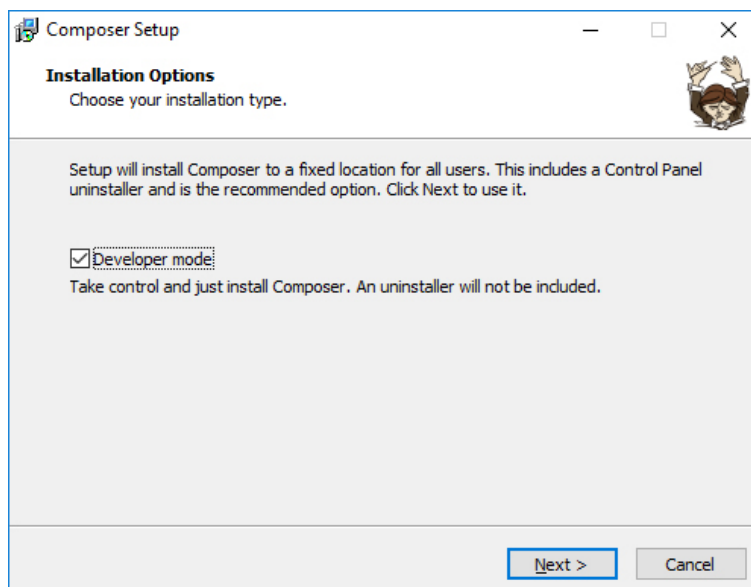 Composer Setup
Installation Options
Choose your installation type.
Setup will install Composer to a fixed location for all users. This includes a Control Panel
uninstaller and is the recommended option. Click Next to use it.
Developer mode
Take control and just install Composer. An uninstaller will not be included.
Next >
Cancel